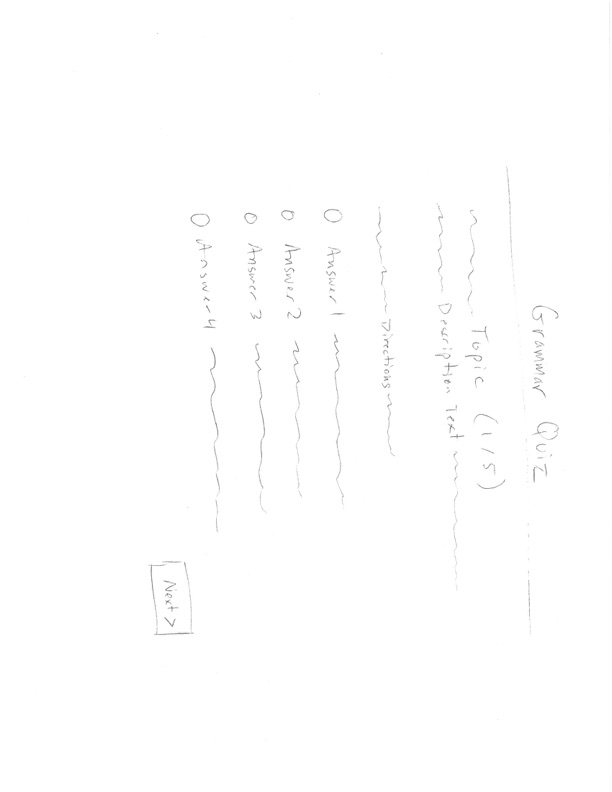 Grammar Quiz
Topic (1/5)
Description Text
Directions
O Answer 1
O Answer 2
O Answer 3
O Answer 4
Next >